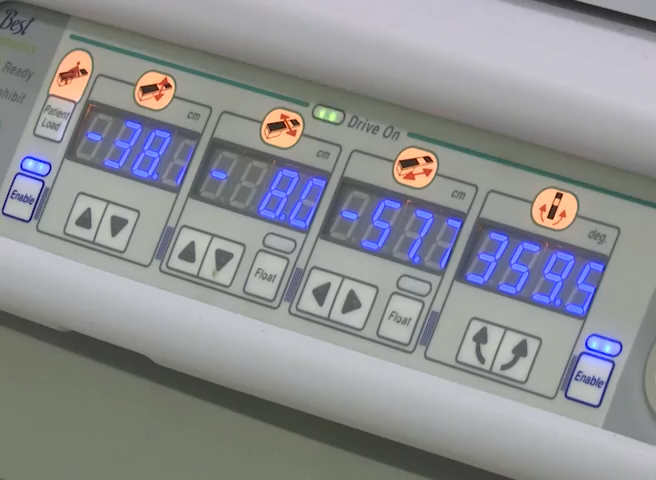 Best
Ready
hibit
Patient
Load
Enable
cm
-38.1
cm
- 8.0
Float
Drive On
cm
-57.7
Float
deg.
359.5
Enable